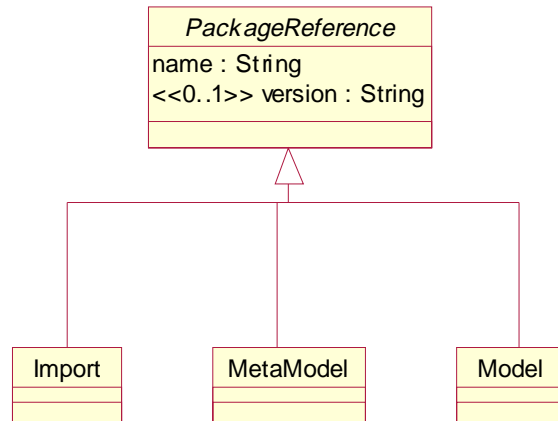 PackageReference
name : String
<<0..1>> version : String
Import
MetaModel
Model